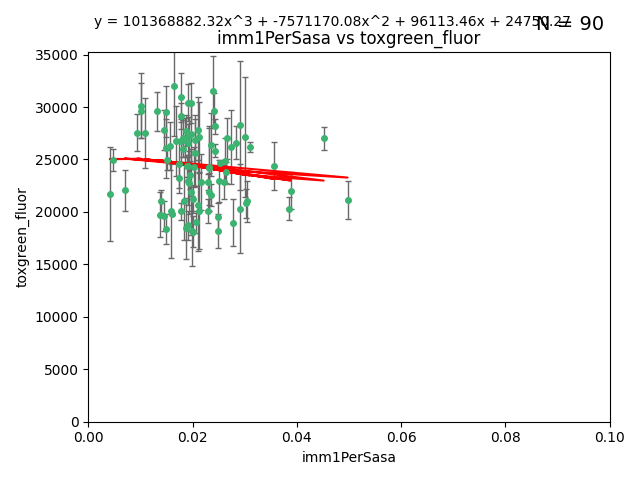 y = 101368882.32x^3 + -7571170.08x^2 + 96113.46x + 24750.27
N = 90
imm1PerSasa vs toxgreen_fluor
35000
30000
25000
20000
15000
10000
5000
0
toxgreen_fluor
0.00 0.02 0.04 0.06 0.08 0.10
imm1PerSasa